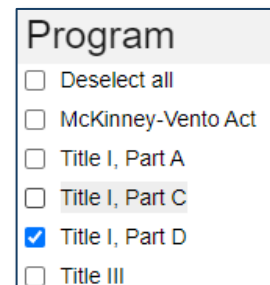 Program
Deselect all
McKinney-Vento Act
Title I, Part A
Title I, Part C
Title I, Part D
Title III